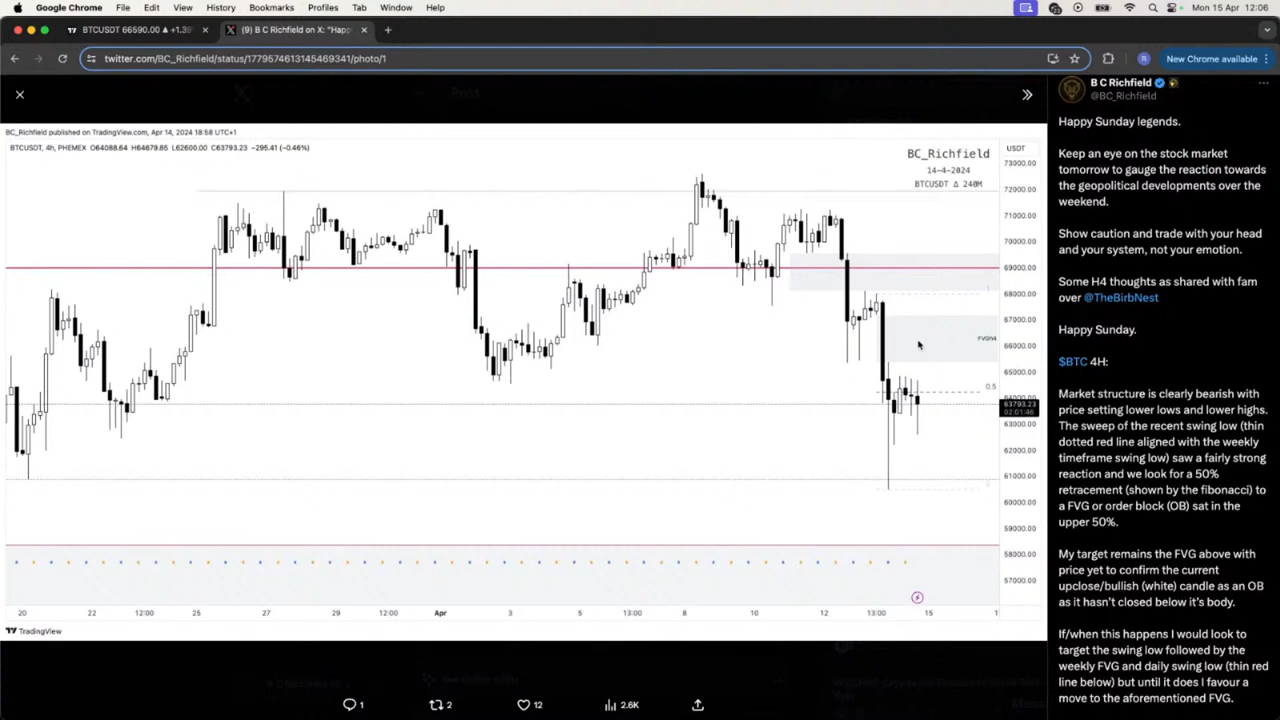 Google Chrome File Edit View History Bookmarks Profiles Tab Window Help
Mon 15 Apr 12:06
BTCUSDT 66590.00 ▲ +1.39
(9) B C Richfield on X: "Happ
twitter.com/BC_Richfield/status/1779574613145469341/photo/1
New Chrome available
BC_Richfield published on TradingView.com, Apr 14, 2024 18:58 UTC+1
BTCUSDT, 4h, PHEMEX O64088.64 H64679.85 L62600.00 C63793.23 −295.41 (−0.46%)
BC_Richfield
14-4-2024
BTCUSDT Δ 240M
USDT
73000.00
72000.00
71000.00
70000.00
69000.00
68000.00
67000.00
66000.00
65000.00
63793.23
02:01:46
63000.00
62000.00
61000.00
60000.00
59000.00
58000.00
57000.00
1
FVGH4
0.5
0
20 22 12:00 25 27 29 12:00 Apr 3 5 13:00 8 10 12 13:00 15 1
TradingView
1 2 12 2.6K
B C Richfield
@BC_Richfield
Happy Sunday legends.
Keep an eye on the stock market
tomorrow to gauge the reaction towards
the geopolitical developments over the
weekend.
Show caution and trade with your head
and your system, not your emotion.
Some H4 thoughts as shared with fam
over @TheBirbNest
Happy Sunday.
$BTC 4H:
Market structure is clearly bearish with
price setting lower lows and lower highs.
The sweep of the recent swing low (thin
dotted red line aligned with the weekly
timeframe swing low) saw a fairly strong
reaction and we look for a 50%
retracement (shown by the fibonacci) to
a FVG or order block (OB) sat in the
upper 50%.
My target remains the FVG above with
price yet to confirm the current
upclose/bullish (white) candle as an OB
as it hasn't closed below it's body.
If/when this happens I would look to
target the swing low followed by the
weekly FVG and daily swing low (thin red
line below) but until it does I favour a
move to the aforementioned FVG.